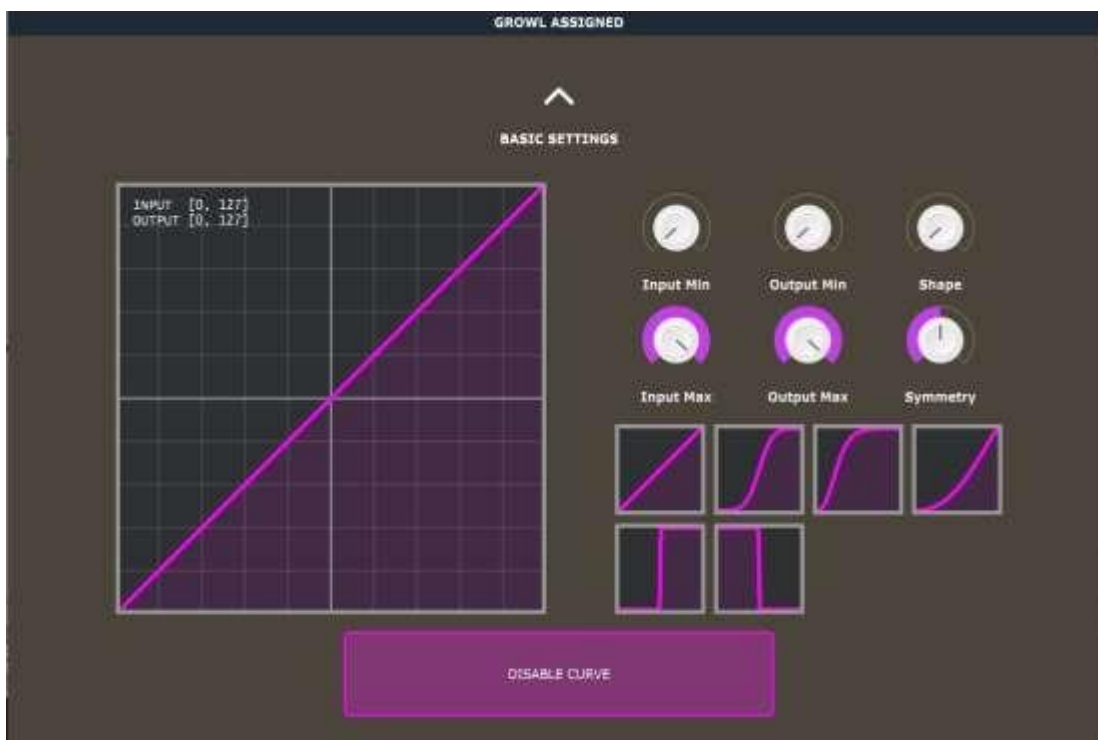 GROWL ASSIGNED
BASIC SETTINGS
INPUT [0, 127]
OUTPUT [0, 127]
Input Min Output Min Shape
Input Max Output Max Symmetry
DISABLE CURVE